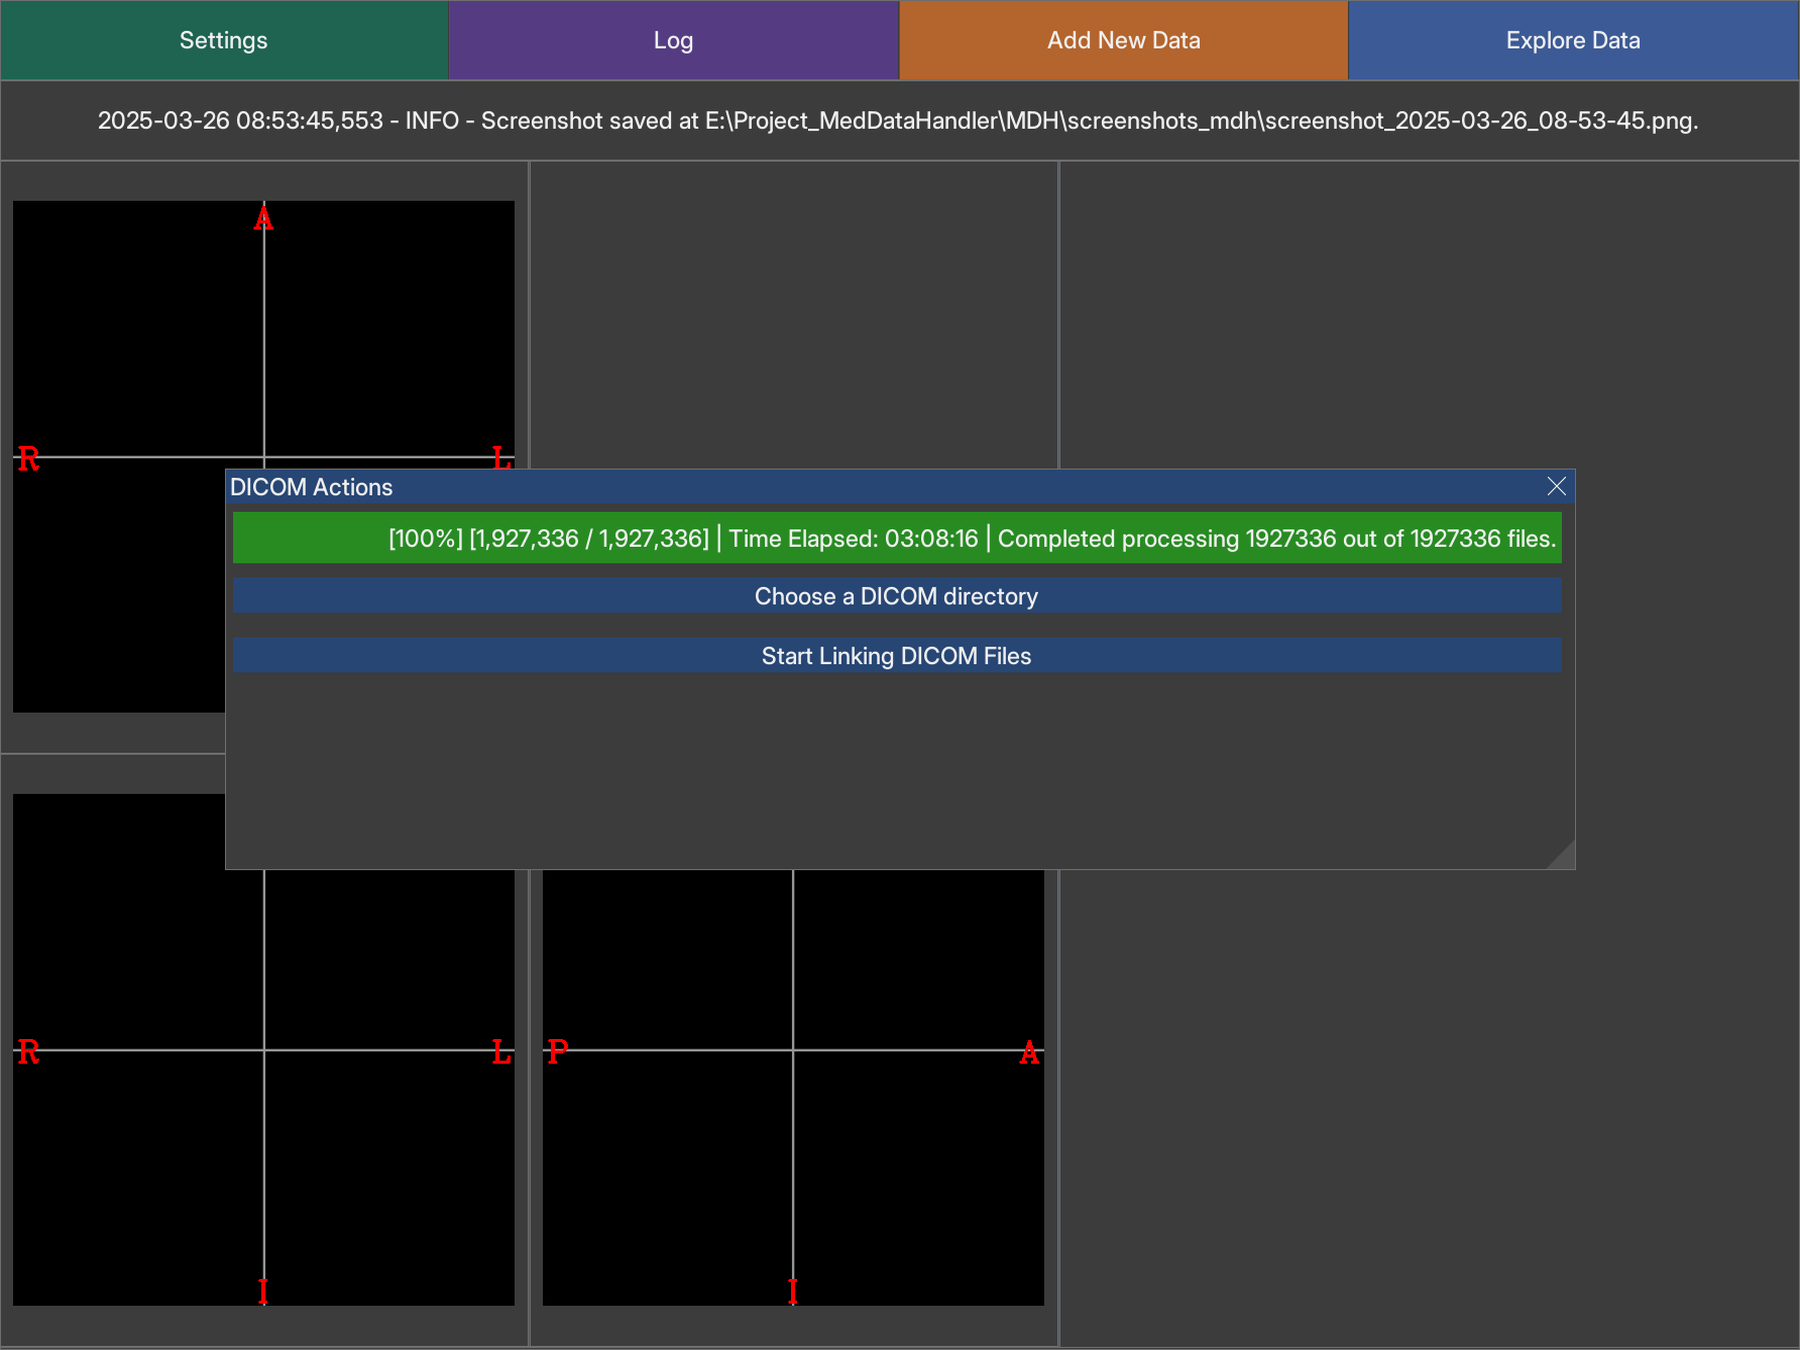 Settings
Log
Add New Data
Explore Data
2025-03-26 08:53:45,553 - INFO - Screenshot saved at E:\Project_MedDataHandler\MDH\screenshots_mdh\screenshot_2025-03-26_08-53-45.png.
A
R
L
DICOM Actions
[100%] [1,927,336 / 1,927,336] | Time Elapsed: 03:08:16 | Completed processing 1927336 out of 1927336 files.
Choose a DICOM directory
Start Linking DICOM Files
R
L
P
A
I
I